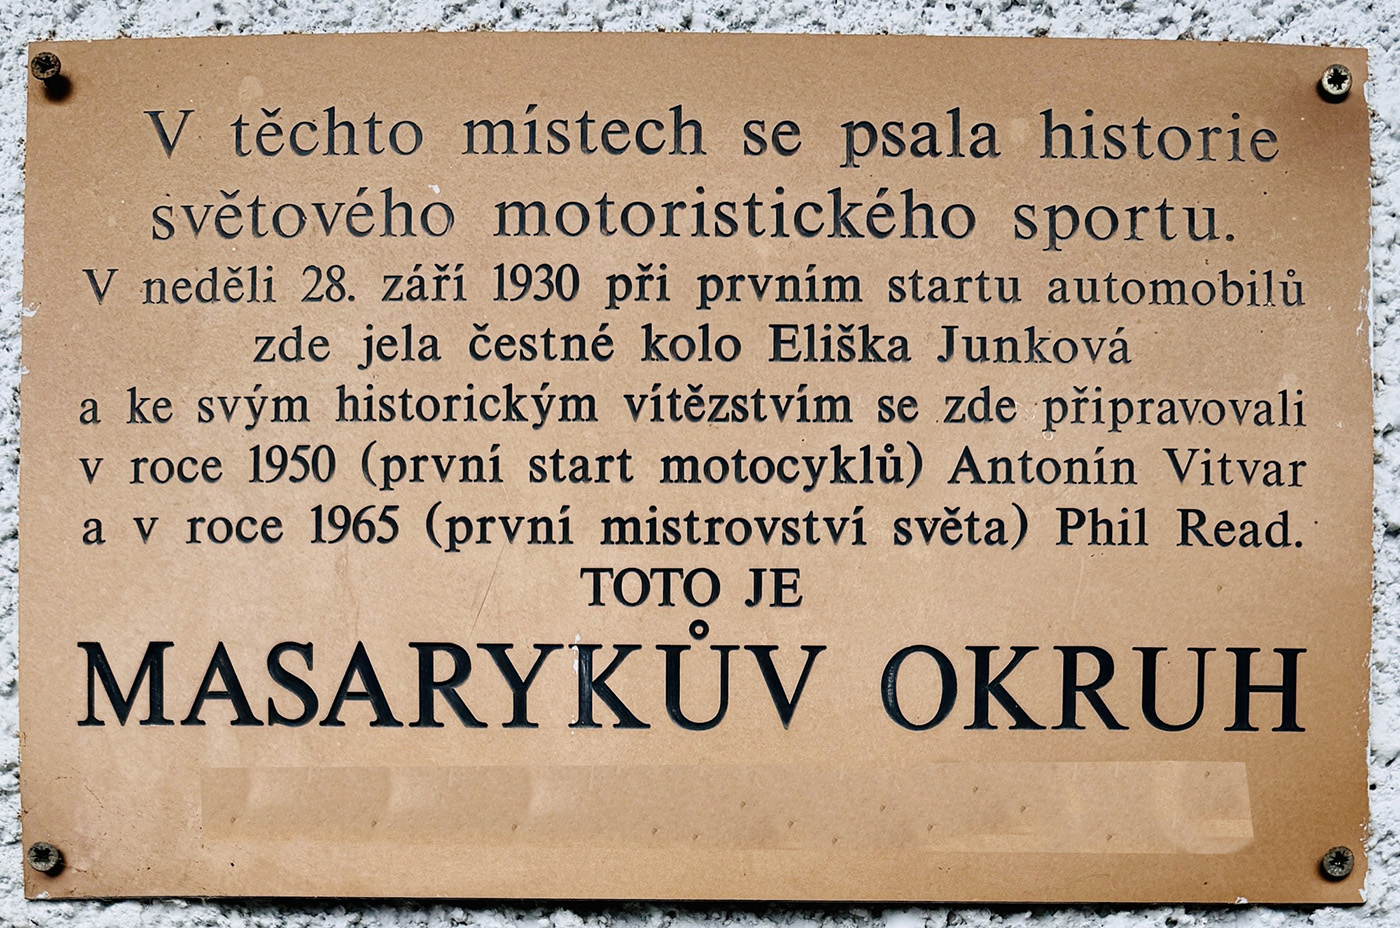 V těchto místech se psala historie
světového motoristického sportu.
V neděli 28. září 1930 při prvním startu automobilů
zde jela čestné kolo Eliška Junková
a ke svým historickým vítězstvím se zde připravovali
v roce 1950 (první start motocyklů) Antonín Vitvar
a v roce 1965 (první mistrovství světa) Phil Read.
TOTO JE
MASARYKŮV OKRUH